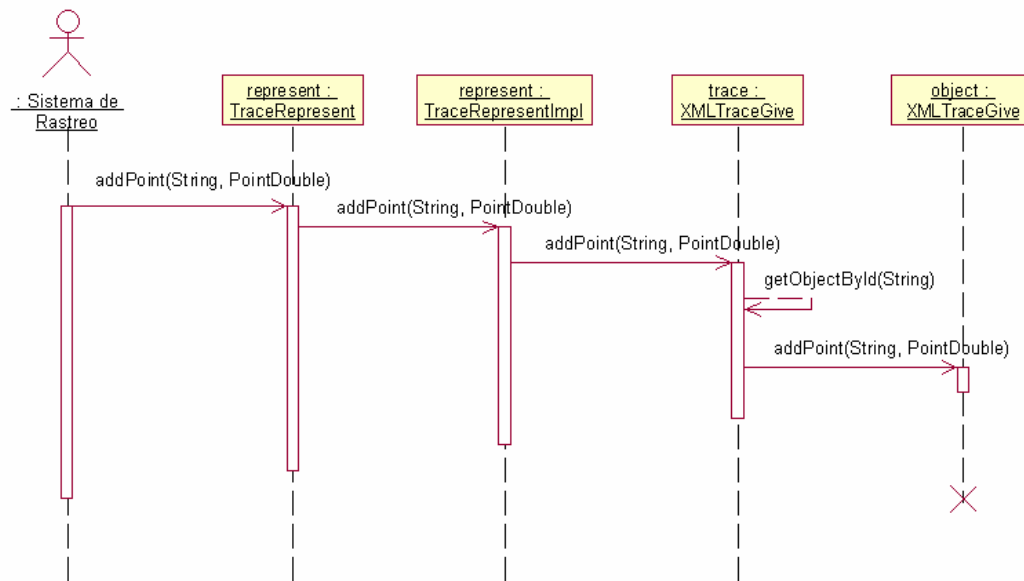 : Sistema de
Rastreo
represent :
TraceRepresent
represent :
TraceRepresentImpl
trace :
XMLTraceGive
object :
XMLTraceGive
addPoint(String, PointDouble)
addPoint(String, PointDouble)
addPoint(String, PointDouble)
getObjectById(String)
addPoint(String, PointDouble)